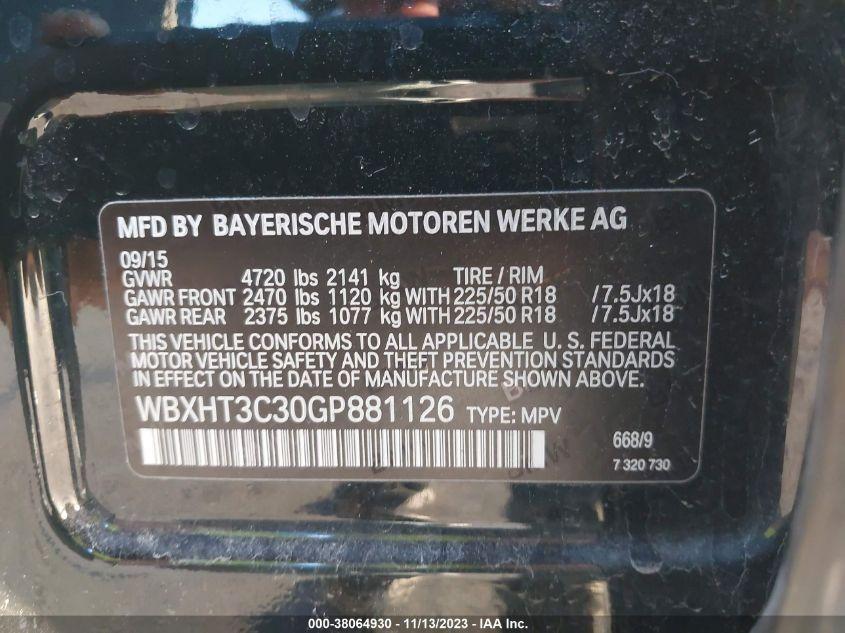 MFD BY BAYERISCHE MOTOREN WERKE AG
09/15
GVWR 4720 lbs 2141 kg TIRE / RIM
GAWR FRONT 2470 lbs 1120 kg WITH 225/50 R18 /7.5Jx18
GAWR REAR 2375 lbs 1077 kg WITH 225/50 R18 /7.5Jx18
THIS VEHICLE CONFORMS TO ALL APPLICABLE U. S. FEDERAL
MOTOR VEHICLE SAFETY AND THEFT PREVENTION STANDARDS
IN EFFECT ON THE DATE OF MANUFACTURE SHOWN ABOVE.
WBXHT3C30GP881126 TYPE: MPV
668/9
7 320 730
000-38064930 - 11/13/2023 - © IAA, Inc.